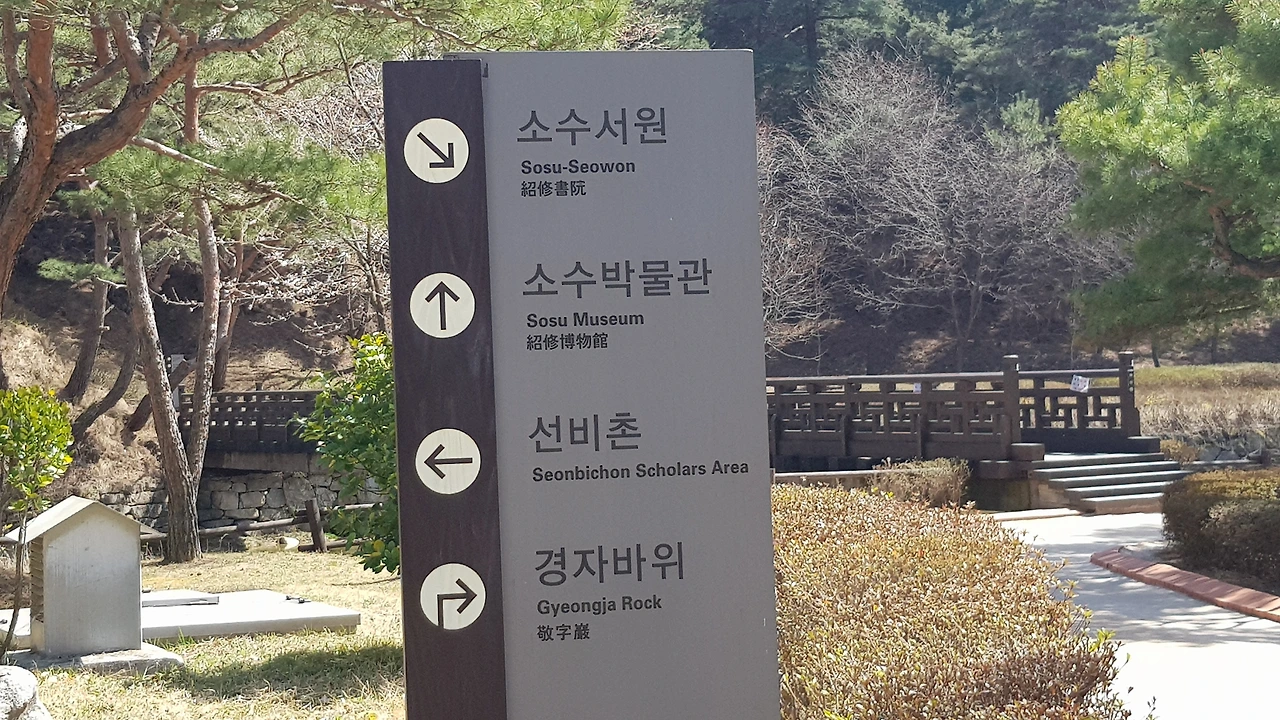 소수서원
Sosu-Seowon
紹修書院
소수박물관
Sosu Museum
紹修博物館
선비촌
Seonbichon Scholars Area
경자바위
Gyeongja Rock
敬字巖